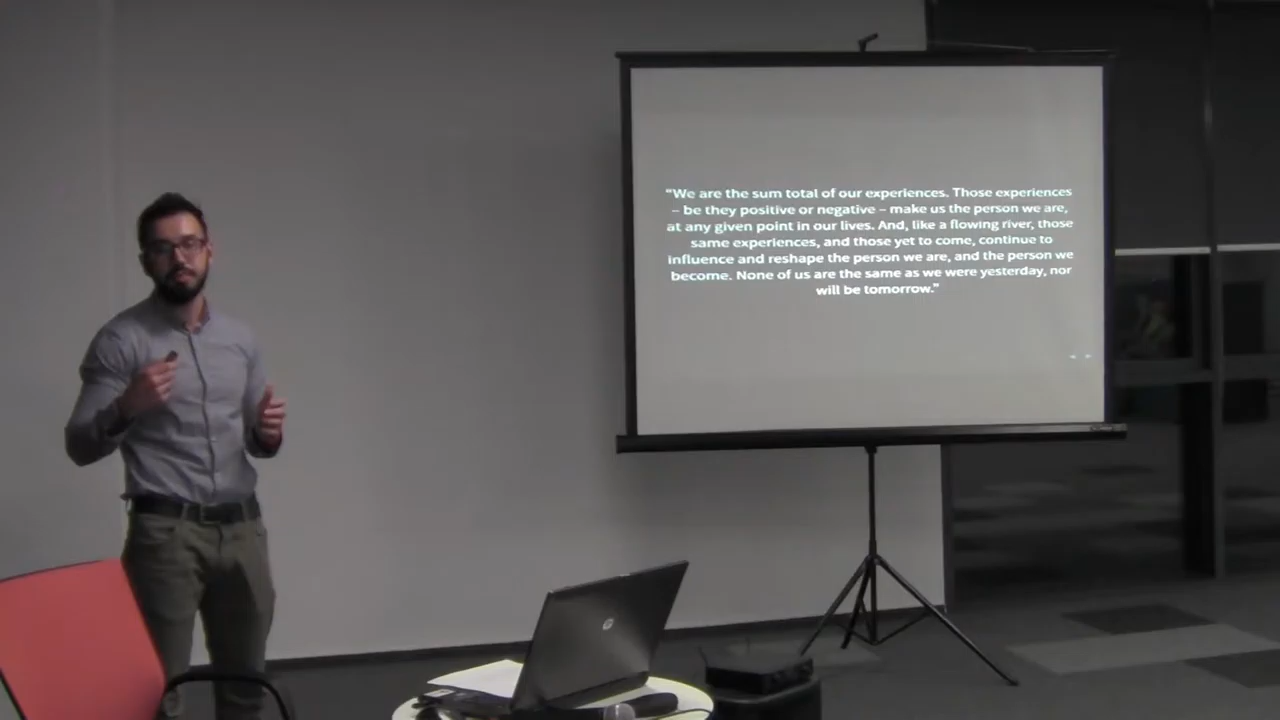 “We are the sum total of our experiences. Those experiences
– be they positive or negative – make us the person we are,
at any given point in our lives. And, like a flowing river, those
same experiences, and those yet to come, continue to
influence and reshape the person we are, and the person we
become. None of us are the same as we were yesterday, nor
will be tomorrow.”
hp